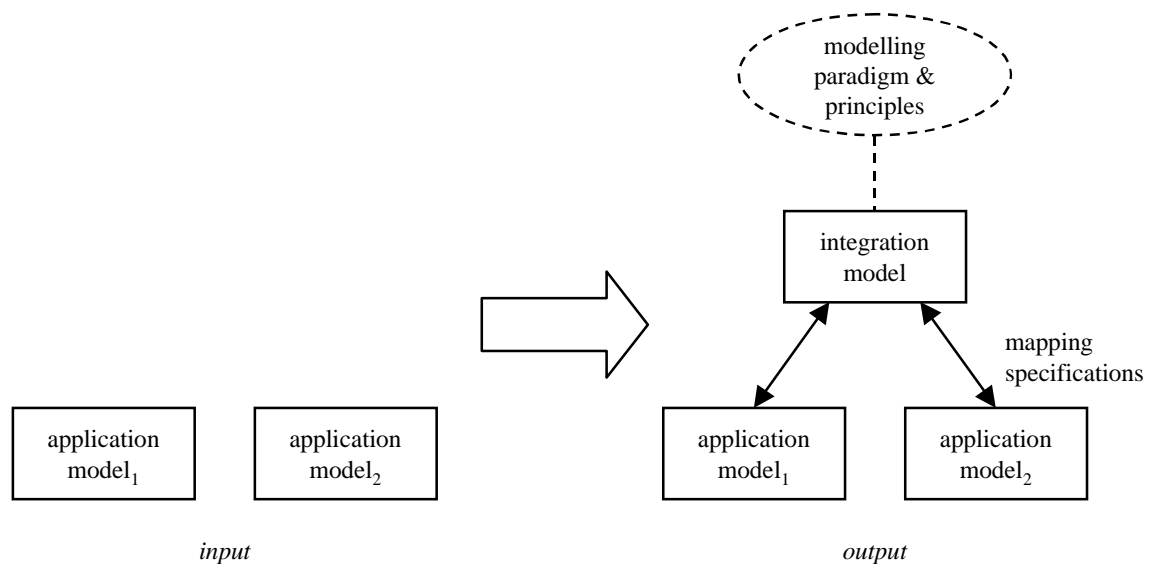 modelling
paradigm &
principles
integration
model
mapping
specifications
application
model₁
application
model₂
application
model₁
application
model₂
input
output